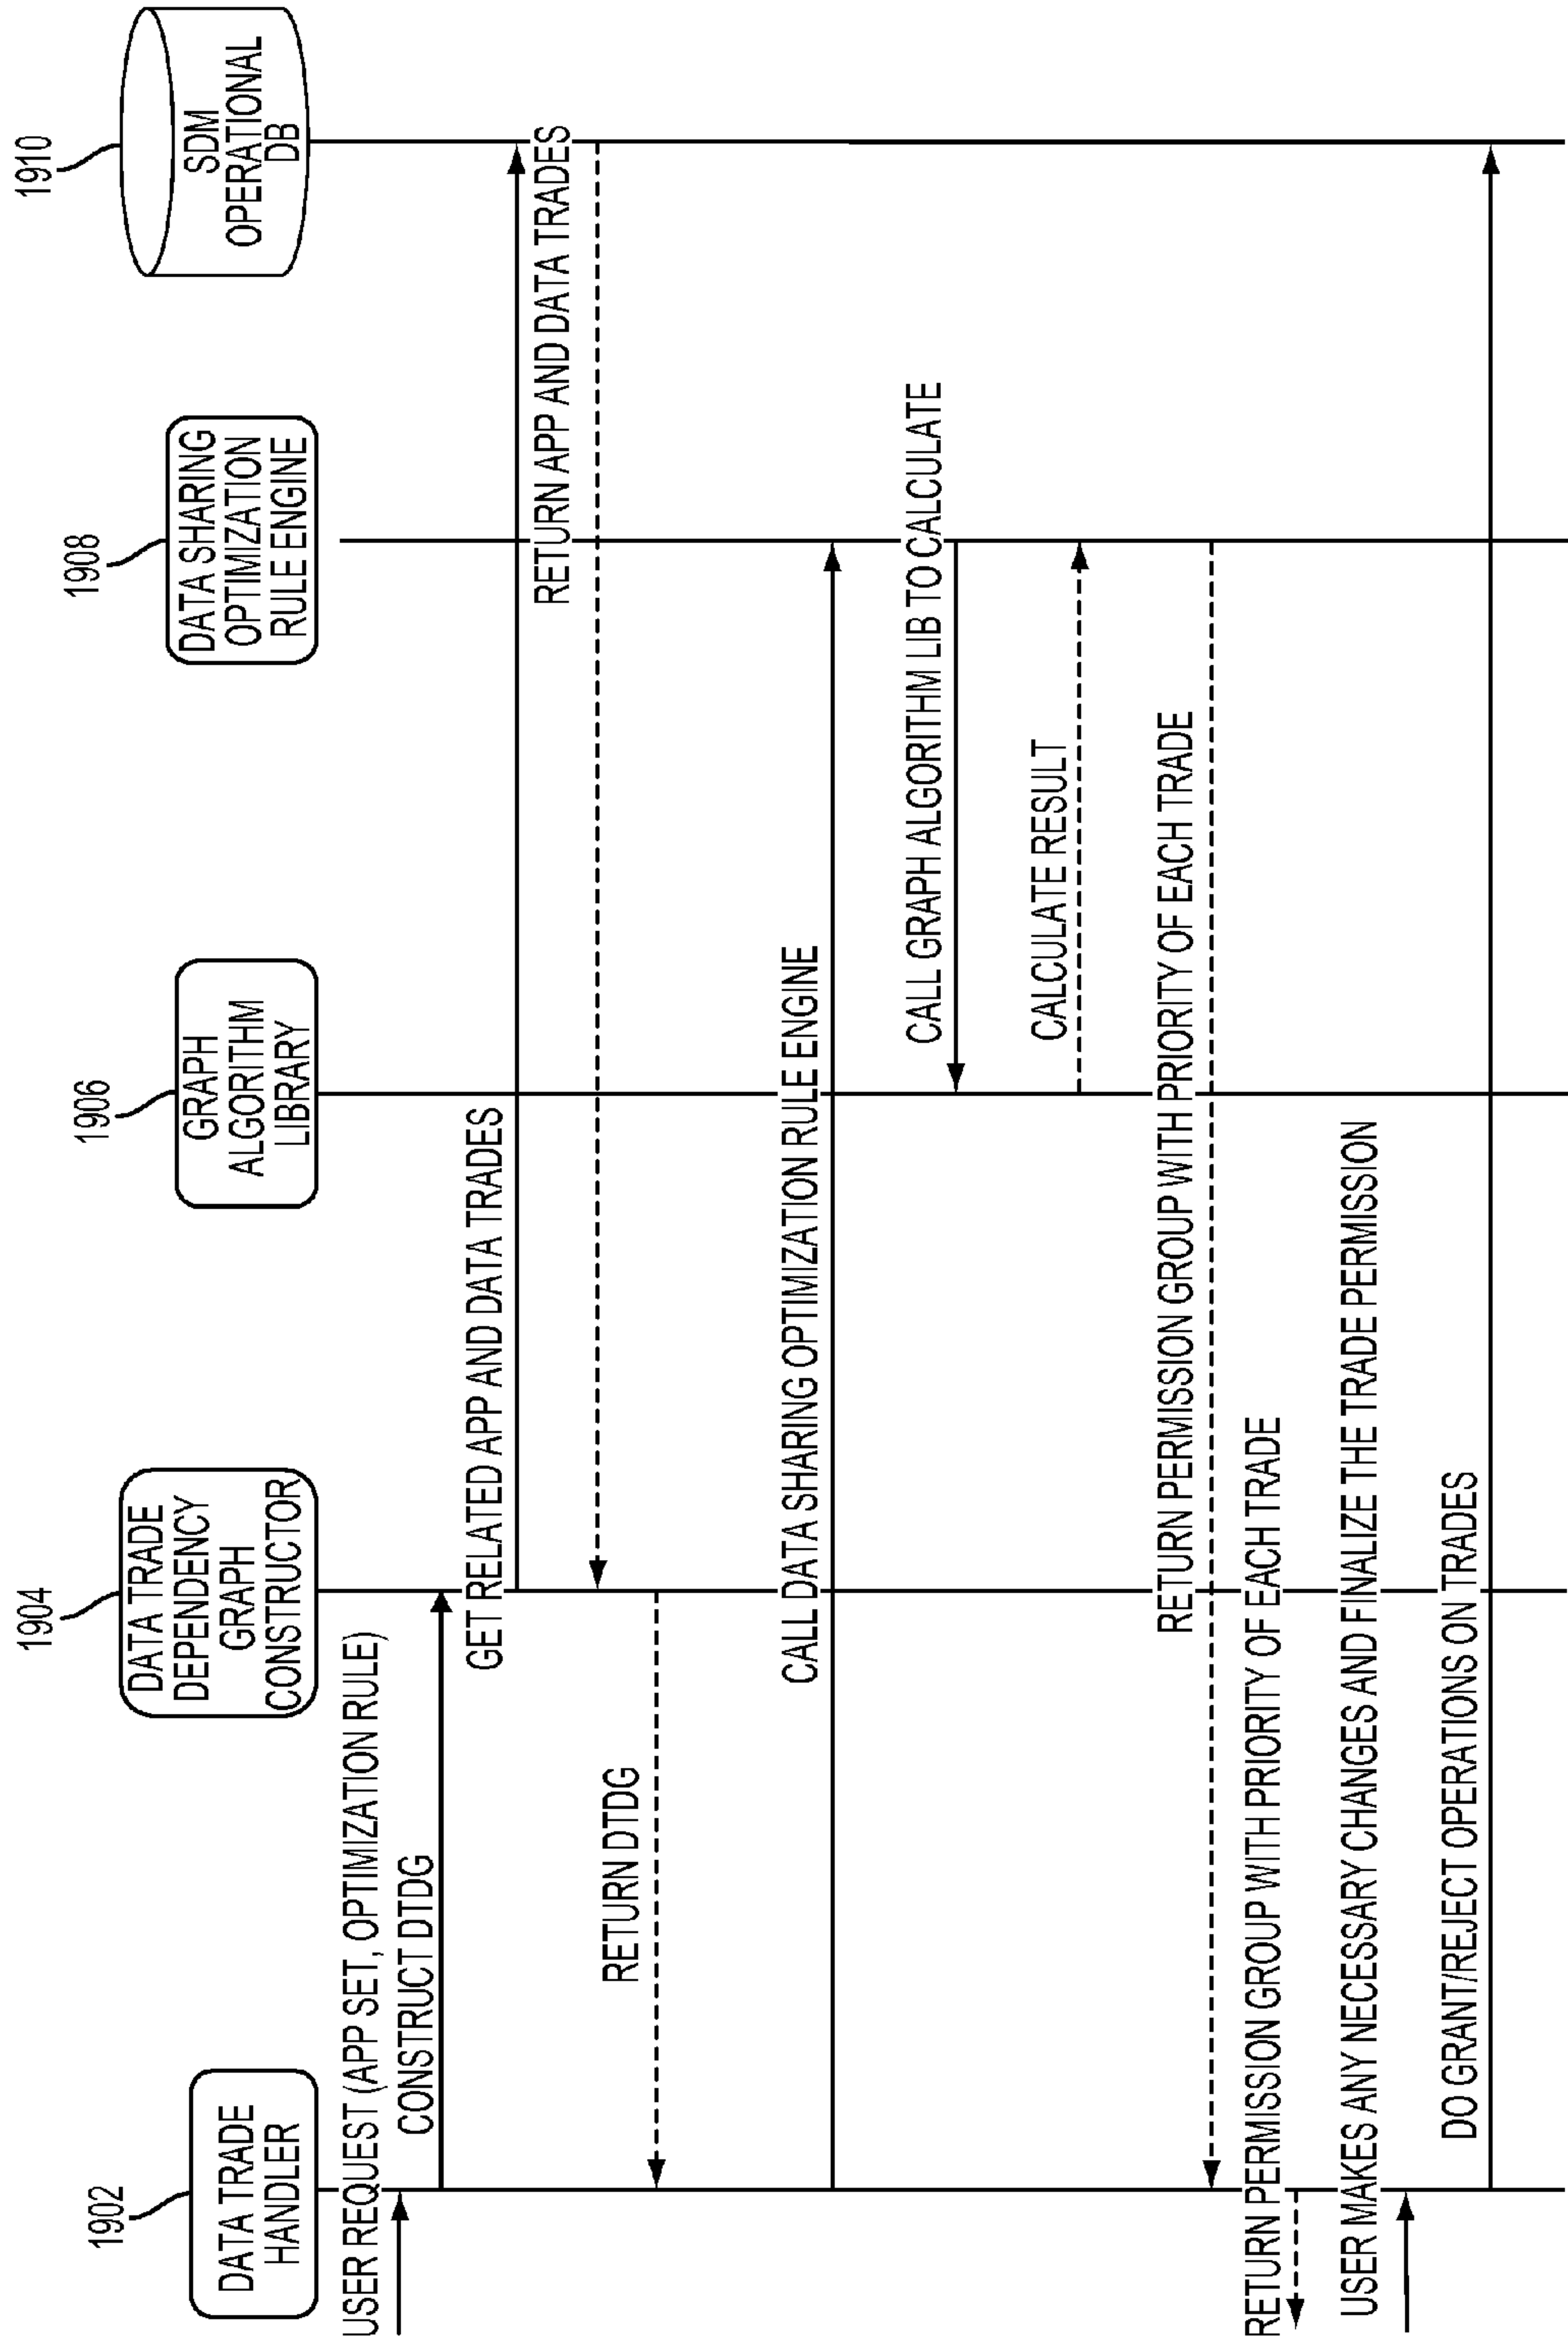 1902
DATA TRADE
HANDLER
1904
DATA TRADE
DEPENDENCY
GRAPH
CONSTRUCTOR
1906
GRAPH
ALGORITHM
LIBRARY
1908
DATA SHARING
OPTIMIZATION
RULE ENGINE
1910
SDM
OPERATIONAL
DB
USER REQUEST (APP SET, OPTIMIZATION RULE)
CONSTRUCT DTDG
GET RELATED APP AND DATA TRADES
RETURN APP AND DATA TRADES
RETURN DTDG
CALL DATA SHARING OPTIMIZATION RULE ENGINE
CALL GRAPH ALGORITHM LIB TO CALCULATE
CALCULATE RESULT
RETURN PERMISSION GROUP WITH PRIORITY OF EACH TRADE
RETURN PERMISSION GROUP WITH PRIORITY OF EACH TRADE
USER MAKES ANY NECESSARY CHANGES AND FINALIZE THE TRADE PERMISSION
DO GRANT/REJECT OPERATIONS ON TRADES